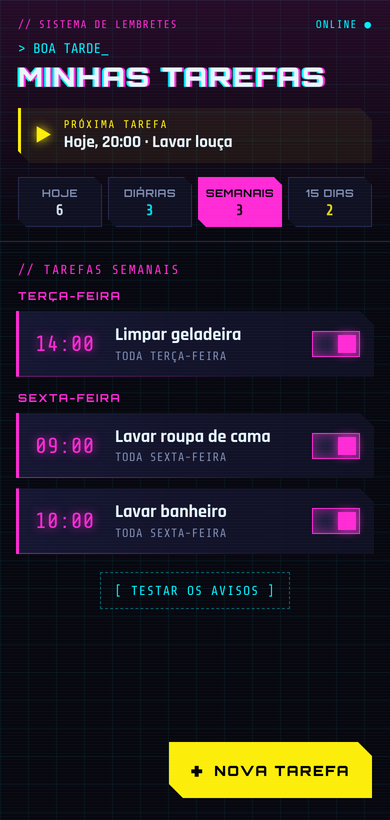 // SISTEMA DE LEMBRETES
ONLINE ●
> BOA TARDE_
MINHAS TAREFAS
PRÓXIMA TAREFA
Hoje, 20:00 · Lavar louça
HOJE
6
DIÁRIAS
3
SEMANAIS
3
15 DIAS
2
// TAREFAS SEMANAIS
TERÇA-FEIRA
14:00
Limpar geladeira
TODA TERÇA-FEIRA
SEXTA-FEIRA
09:00
Lavar roupa de cama
TODA SEXTA-FEIRA
10:00
Lavar banheiro
TODA SEXTA-FEIRA
[ TESTAR OS AVISOS ]
+ NOVA TAREFA